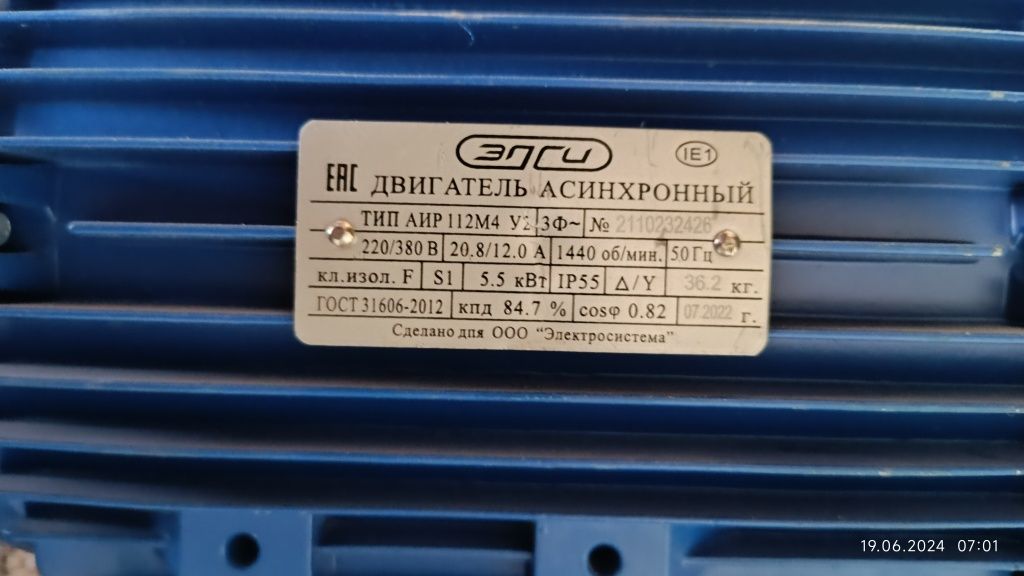 ЭЛСИ IE1
EAC ДВИГАТЕЛЬ АСИНХРОННЫЙ
ТИП АИР 112М4 У2 3Ф~ № 2110232426
220/380 В 20.8/12.0 А 1440 об/мин. 50 Гц
кл.изол. F S1 5.5 кВт IP55 Δ/Y 36.2 кг.
ГОСТ 31606-2012 кпд 84.7 % cosφ 0.82 07.2022 г.
Сделано дпя ООО "Электросистема"
19.06.2024 07:01